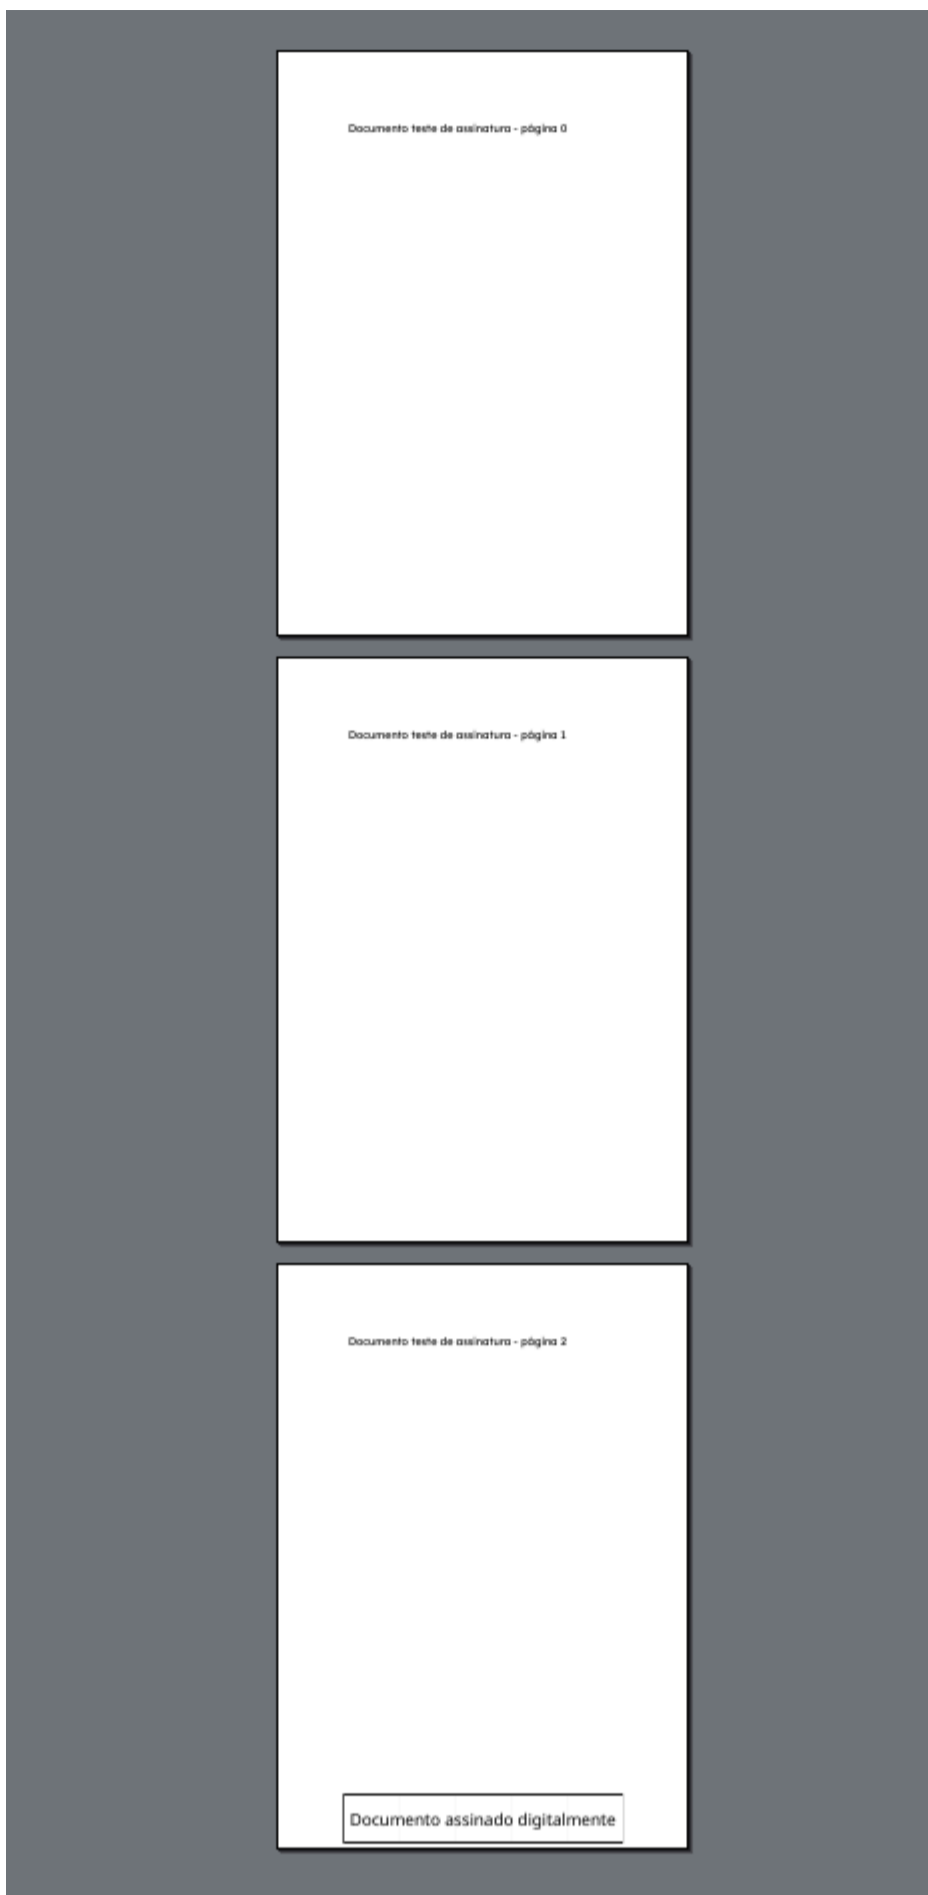 Documento teste de assinatura - página 0
Documento teste de assinatura - página 1
Documento teste de assinatura - página 2
Documento assinado digitalmente